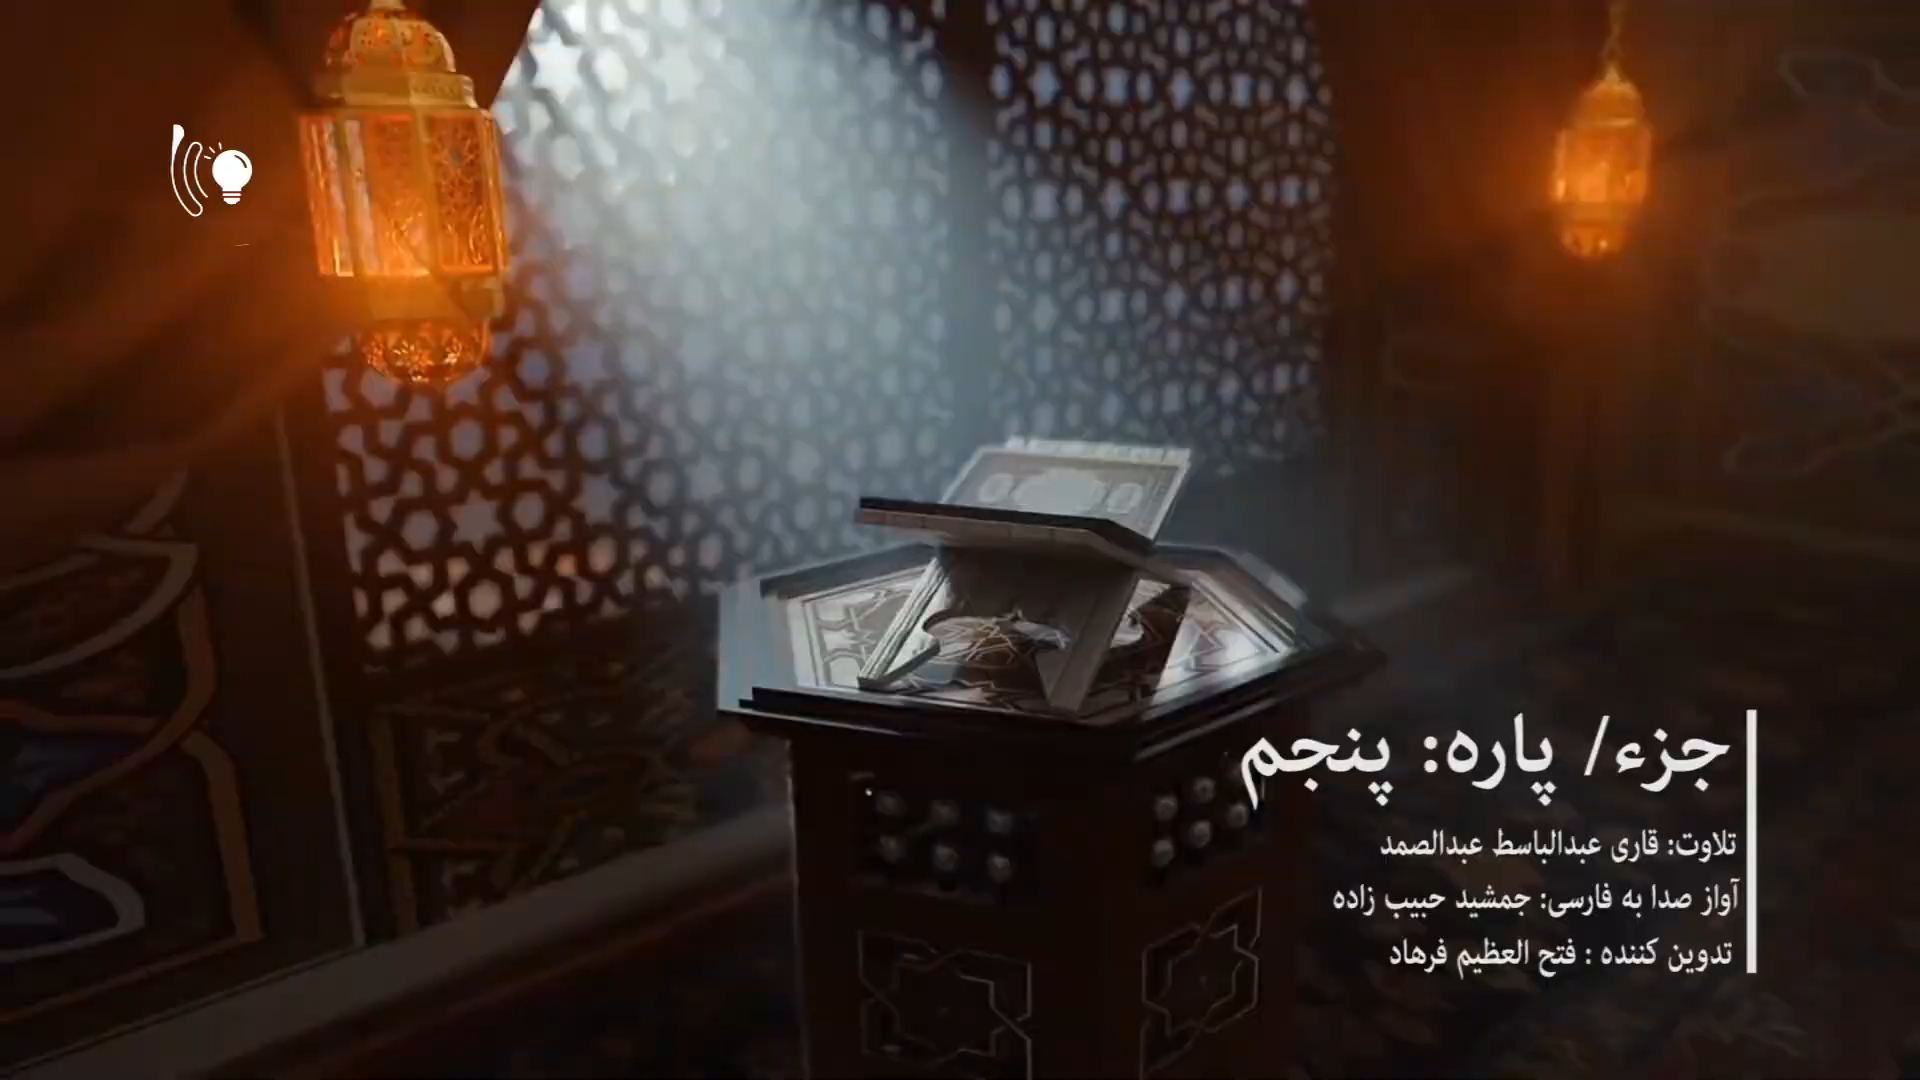 جزء/ پاره: پنجم
تلاوت: قاری عبدالباسط عبدالصمد
آواز صدا به فارسی: جمشید حبیب زاده
تدوین کننده : فتح العظیم فرهاد